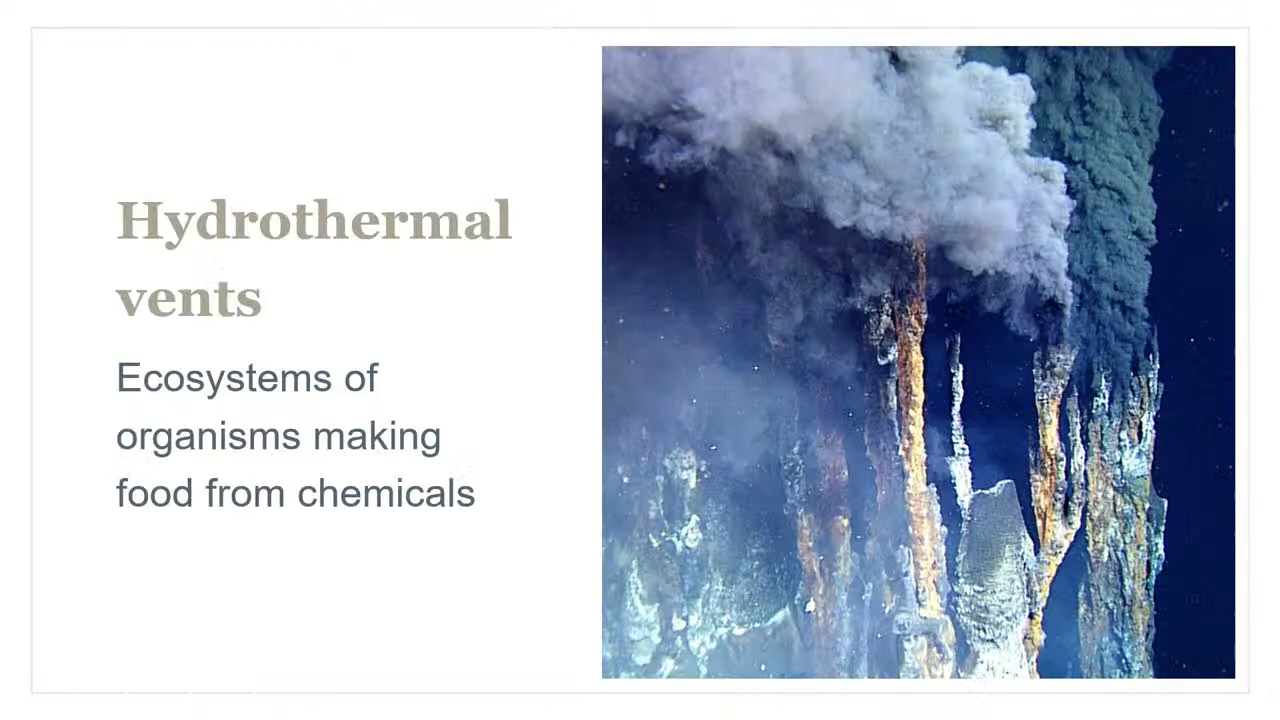 Hydrothermal
vents
Ecosystems of
organisms making
food from chemicals